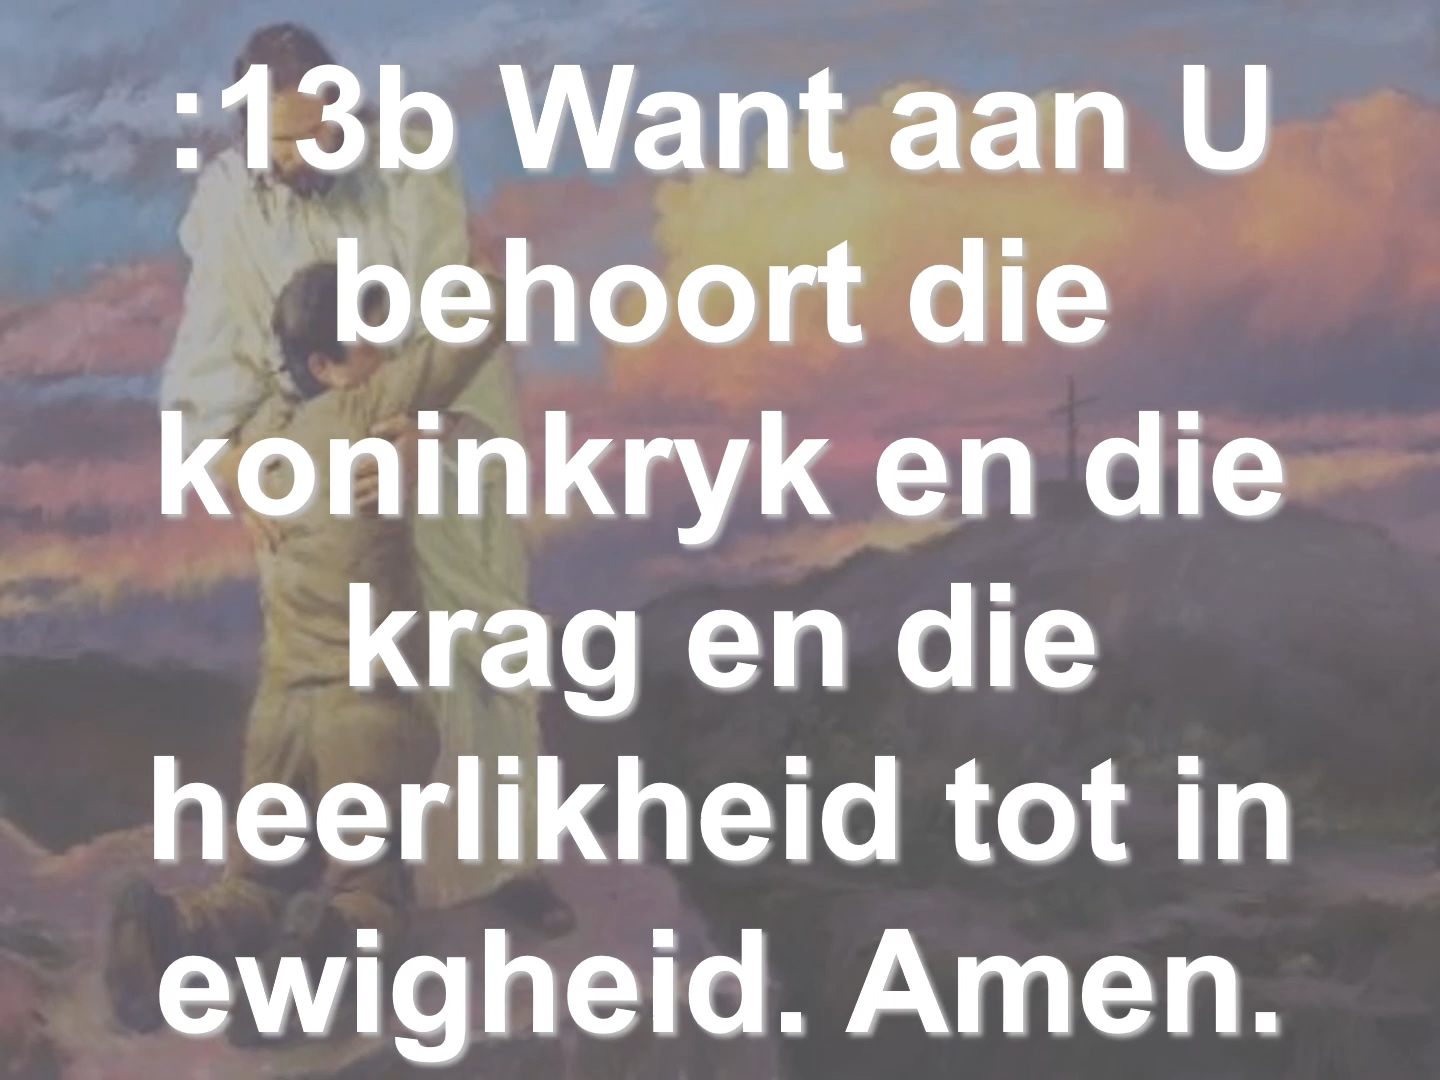 :13b Want aan U
behoort die
koninkryk en die
krag en die
heerlikheid tot in
ewigheid. Amen.